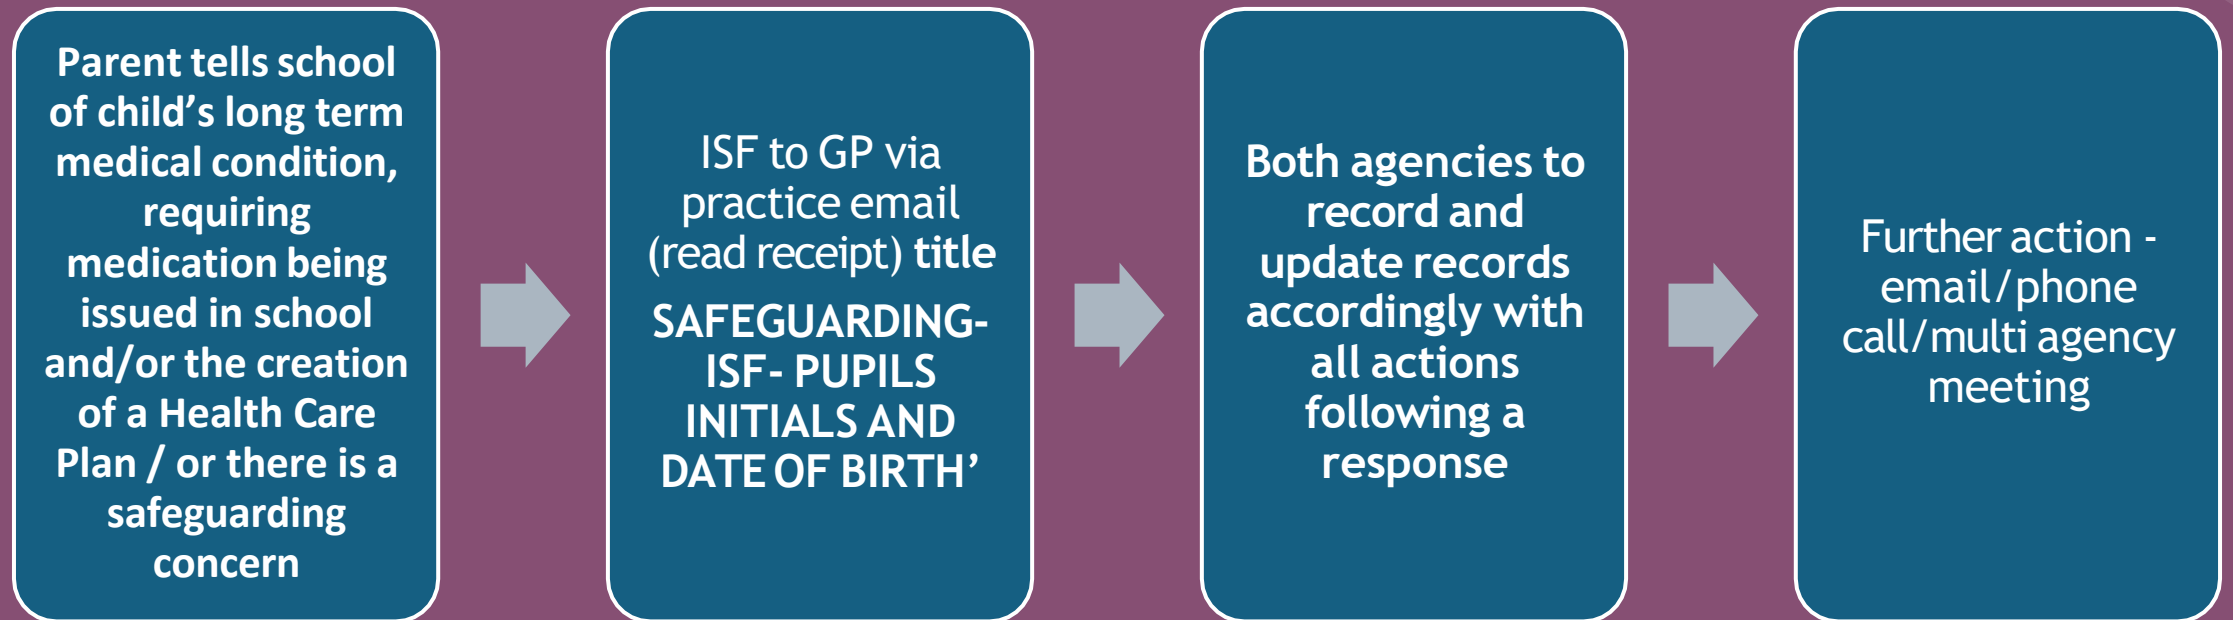 Parent tells school
of child’s long term
medical condition,
requiring
medication being
issued in school
and/or the creation
of a Health Care
Plan / or there is a
safeguarding
concern
ISF to GP via
practice email
(read receipt) title
SAFEGUARDING-
ISF- PUPILS
INITIALS AND
DATE OF BIRTH’
Both agencies to
record and
update records
accordingly with
all actions
following a
response
Further action -
email/phone
call/multi agency
meeting